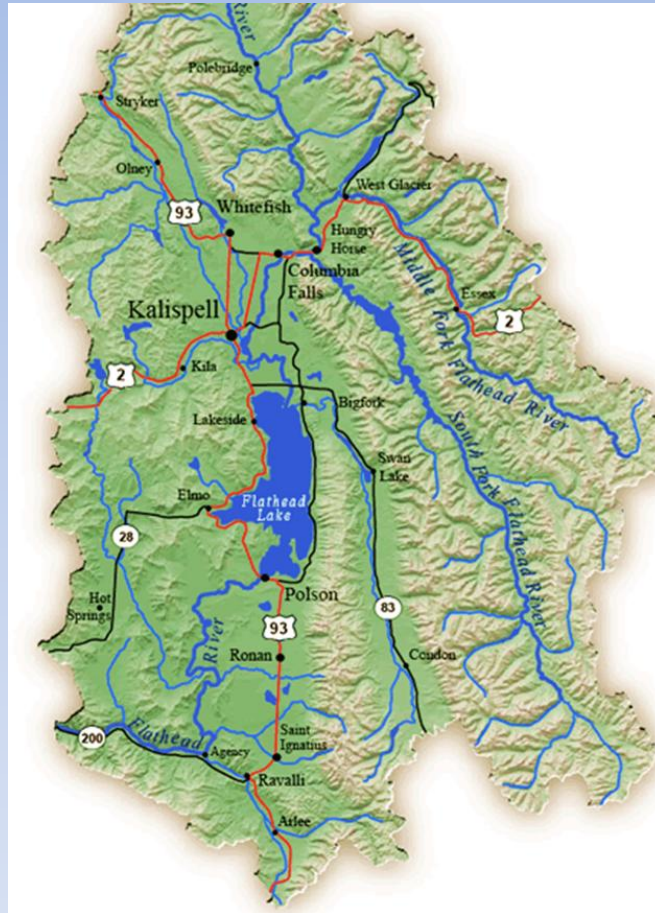 River
Polebridge
Stryker
Olney
West Glacier
93
Whitefish
Hungry
Horse
Columbia
Falls
Middle Fork Flathead River
Essex
2
Kalispell
2
Kila
Bigfork
Lakeside
South Fork Flathead River
Swan
Lake
Elmo
Flathead
Lake
28
Hot
Springs
Polson
83
93
River
Ronan
Condon
Flathead
200
Saint
Ignatius
Agency
Ravalli
Arlee